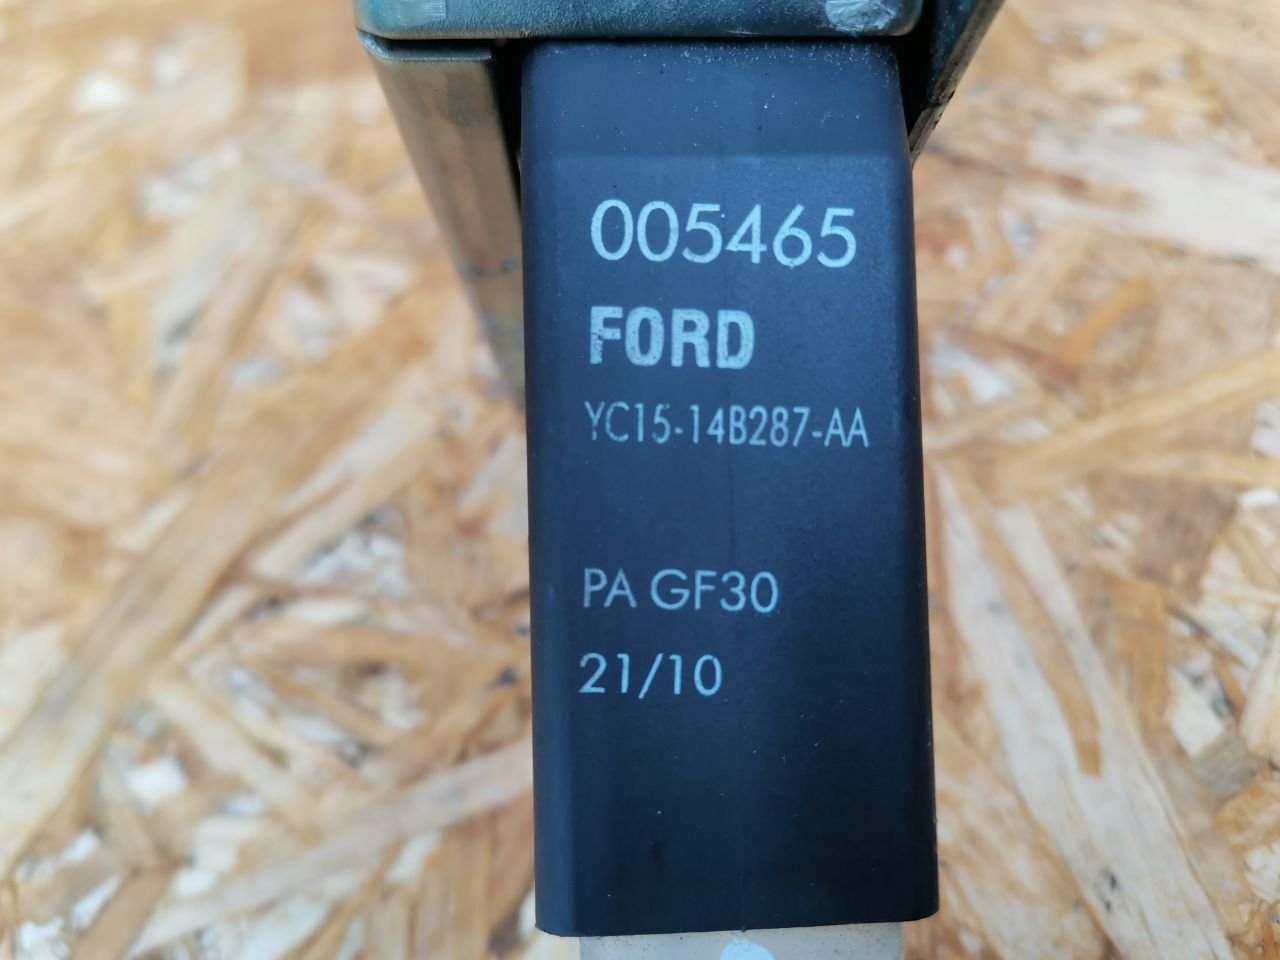 005465
FORD
YC15-14B287-AA
PA GF30
21/10